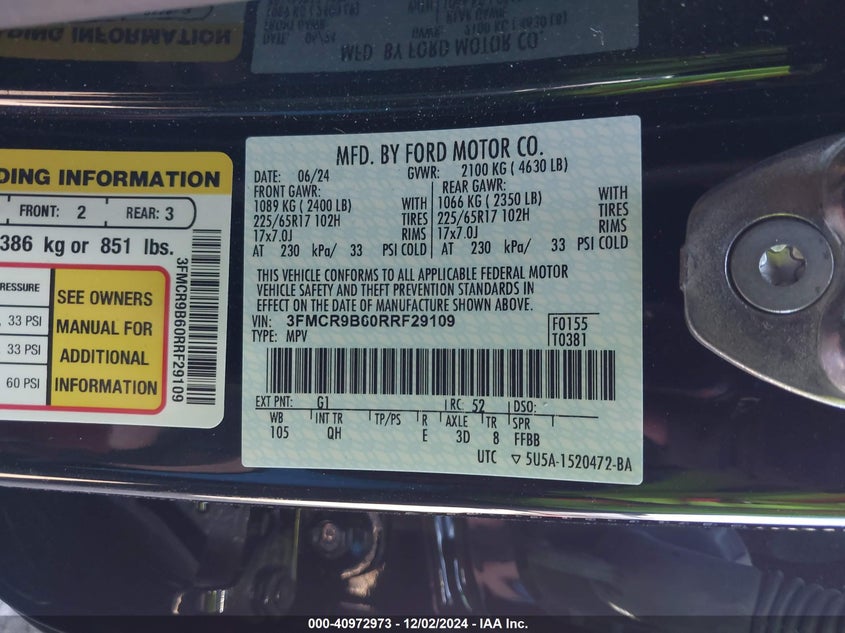 MFD. BY FORD MOTOR CO.
DATE: 06/24 GVWR: 2100 KG ( 4630 LB)
FRONT GAWR: REAR GAWR:
1089 KG ( 2400 LB) WITH 1066 KG ( 2350 LB) WITH
225/65R17 102H TIRES 225/65R17 102H TIRES
17x7.0J RIMS 17x7.0J RIMS
AT 230 kPa/ 33 PSI COLD AT 230 kPa/ 33 PSI COLD
THIS VEHICLE CONFORMS TO ALL APPLICABLE FEDERAL MOTOR
VEHICLE SAFETY AND THEFT PREVENTION STANDARDS IN
EFFECT ON THE DATE OF MANUFACTURE SHOWN ABOVE.
VIN: 3FMCR9B60RRF29109 F0155
TYPE: MPV T0381
EXT PNT: G1 RC: 52 DSO:
WB INT TR TP/PS R AXLE TR SPR
105 QH E 3D 8 FFBB
UTC ▽ 5U5A-1520472-BA
DING INFORMATION
FRONT: 2 REAR: 3
386 kg or 851 lbs.
3FMCR9B60RRF29109
33 PSI
33 PSI
60 PSI
SEE OWNERS
MANUAL FOR
ADDITIONAL
INFORMATION
000-40972973 - 12/02/2024 - IAA Inc.